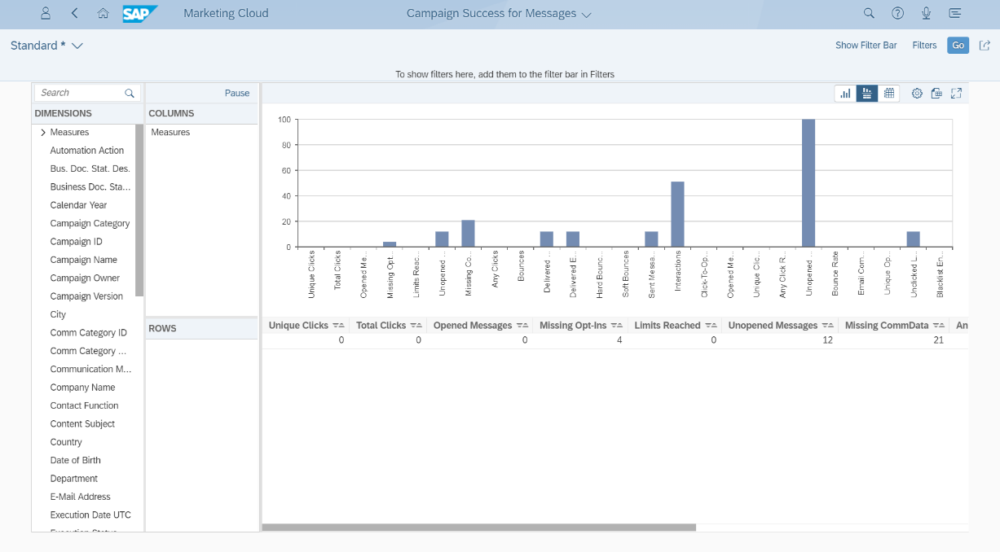 SAP Marketing Cloud Campaign Success for Messages
Standard * Show Filter Bar Filters Go
To show filters here, add them to the filter bar in Filters
Search
Pause
DIMENSIONS
COLUMNS
Measures
Measures
Automation Action
Bus. Doc. Stat. Des.
Business Doc. Sta...
Calendar Year
Campaign Category
Campaign ID
Campaign Name
Campaign Owner
Campaign Version
City
Comm Category ID
Comm Category ...
Communication M...
Company Name
Contact Function
Content Subject
Country
Date of Birth
Department
E-Mail Address
Execution Date UTC
ROWS
100
80
60
40
20
0
Unique Clicks
Total Clicks
Opened Me...
Missing Opt...
Limits Reac...
Unopened ...
Missing Co...
Any Clicks
Bounces
Delivered ...
Delivered E...
Hard Bounc...
Soft Bounces
Sent Messa...
Interactions
Click-To-Op...
Opened Me...
Unique Clic...
Any Click R...
Unopened ...
Bounce Rate
Email Com...
Unique Op...
Unclicked L...
Blacklist En...
Unique Clicks Total Clicks Opened Messages Missing Opt-Ins Limits Reached Unopened Messages Missing CommData An
0 0 0 4 0 12 21